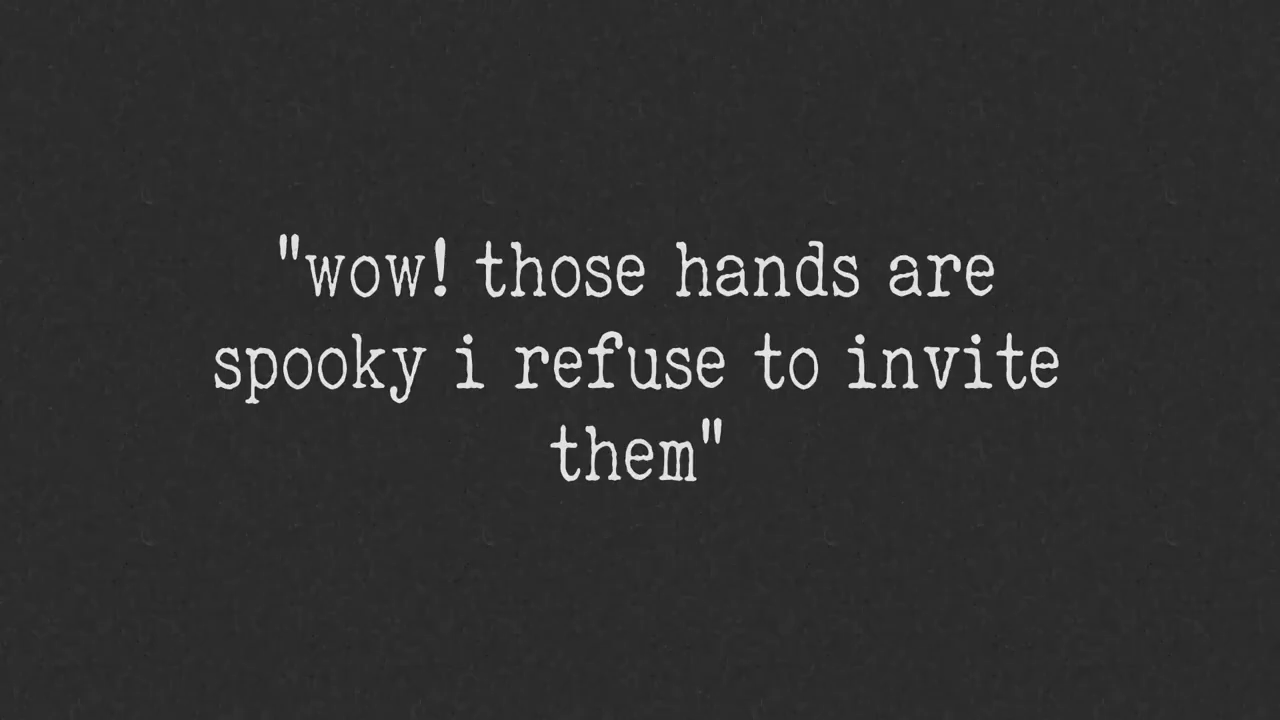 "wow! those hands are
spooky i refuse to invite
them"